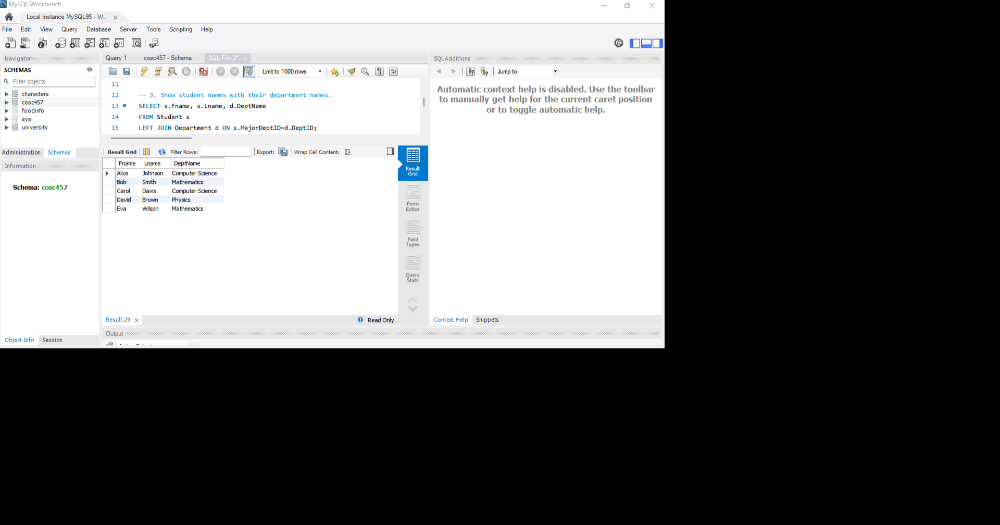 MySQL Workbench
Local instance MySQL95 - W...
File Edit View Query Database Server Tools Scripting Help
Navigator
SCHEMAS
Filter objects
characters
cosc457
foodinfo
sys
university
Administration Schemas
Information
Schema: cosc457
Object Info Session
Query 1 cosc457 - Schema SQL File 3*
Limit to 1000 rows
11
12 -- 3. Show student names with their department names.
13 SELECT s.Fname, s.Lname, d.DeptName
14 FROM Student s
15 LEFT JOIN Department d ON s.MajorDeptID=d.DeptID;
Result Grid Filter Rows: Export: Wrap Cell Content:
Fname Lname DeptName
Alice Johnson Computer Science
Bob Smith Mathematics
Carol Davis Computer Science
David Brown Physics
Eva Wilson Mathematics
Result
Grid
Form
Editor
Field
Types
Query
Stats
Result 29 Read Only
Output
SQLAdditions
Jump to
Automatic context help is disabled. Use the toolbar
to manually get help for the current caret position
or to toggle automatic help.
Context Help Snippets